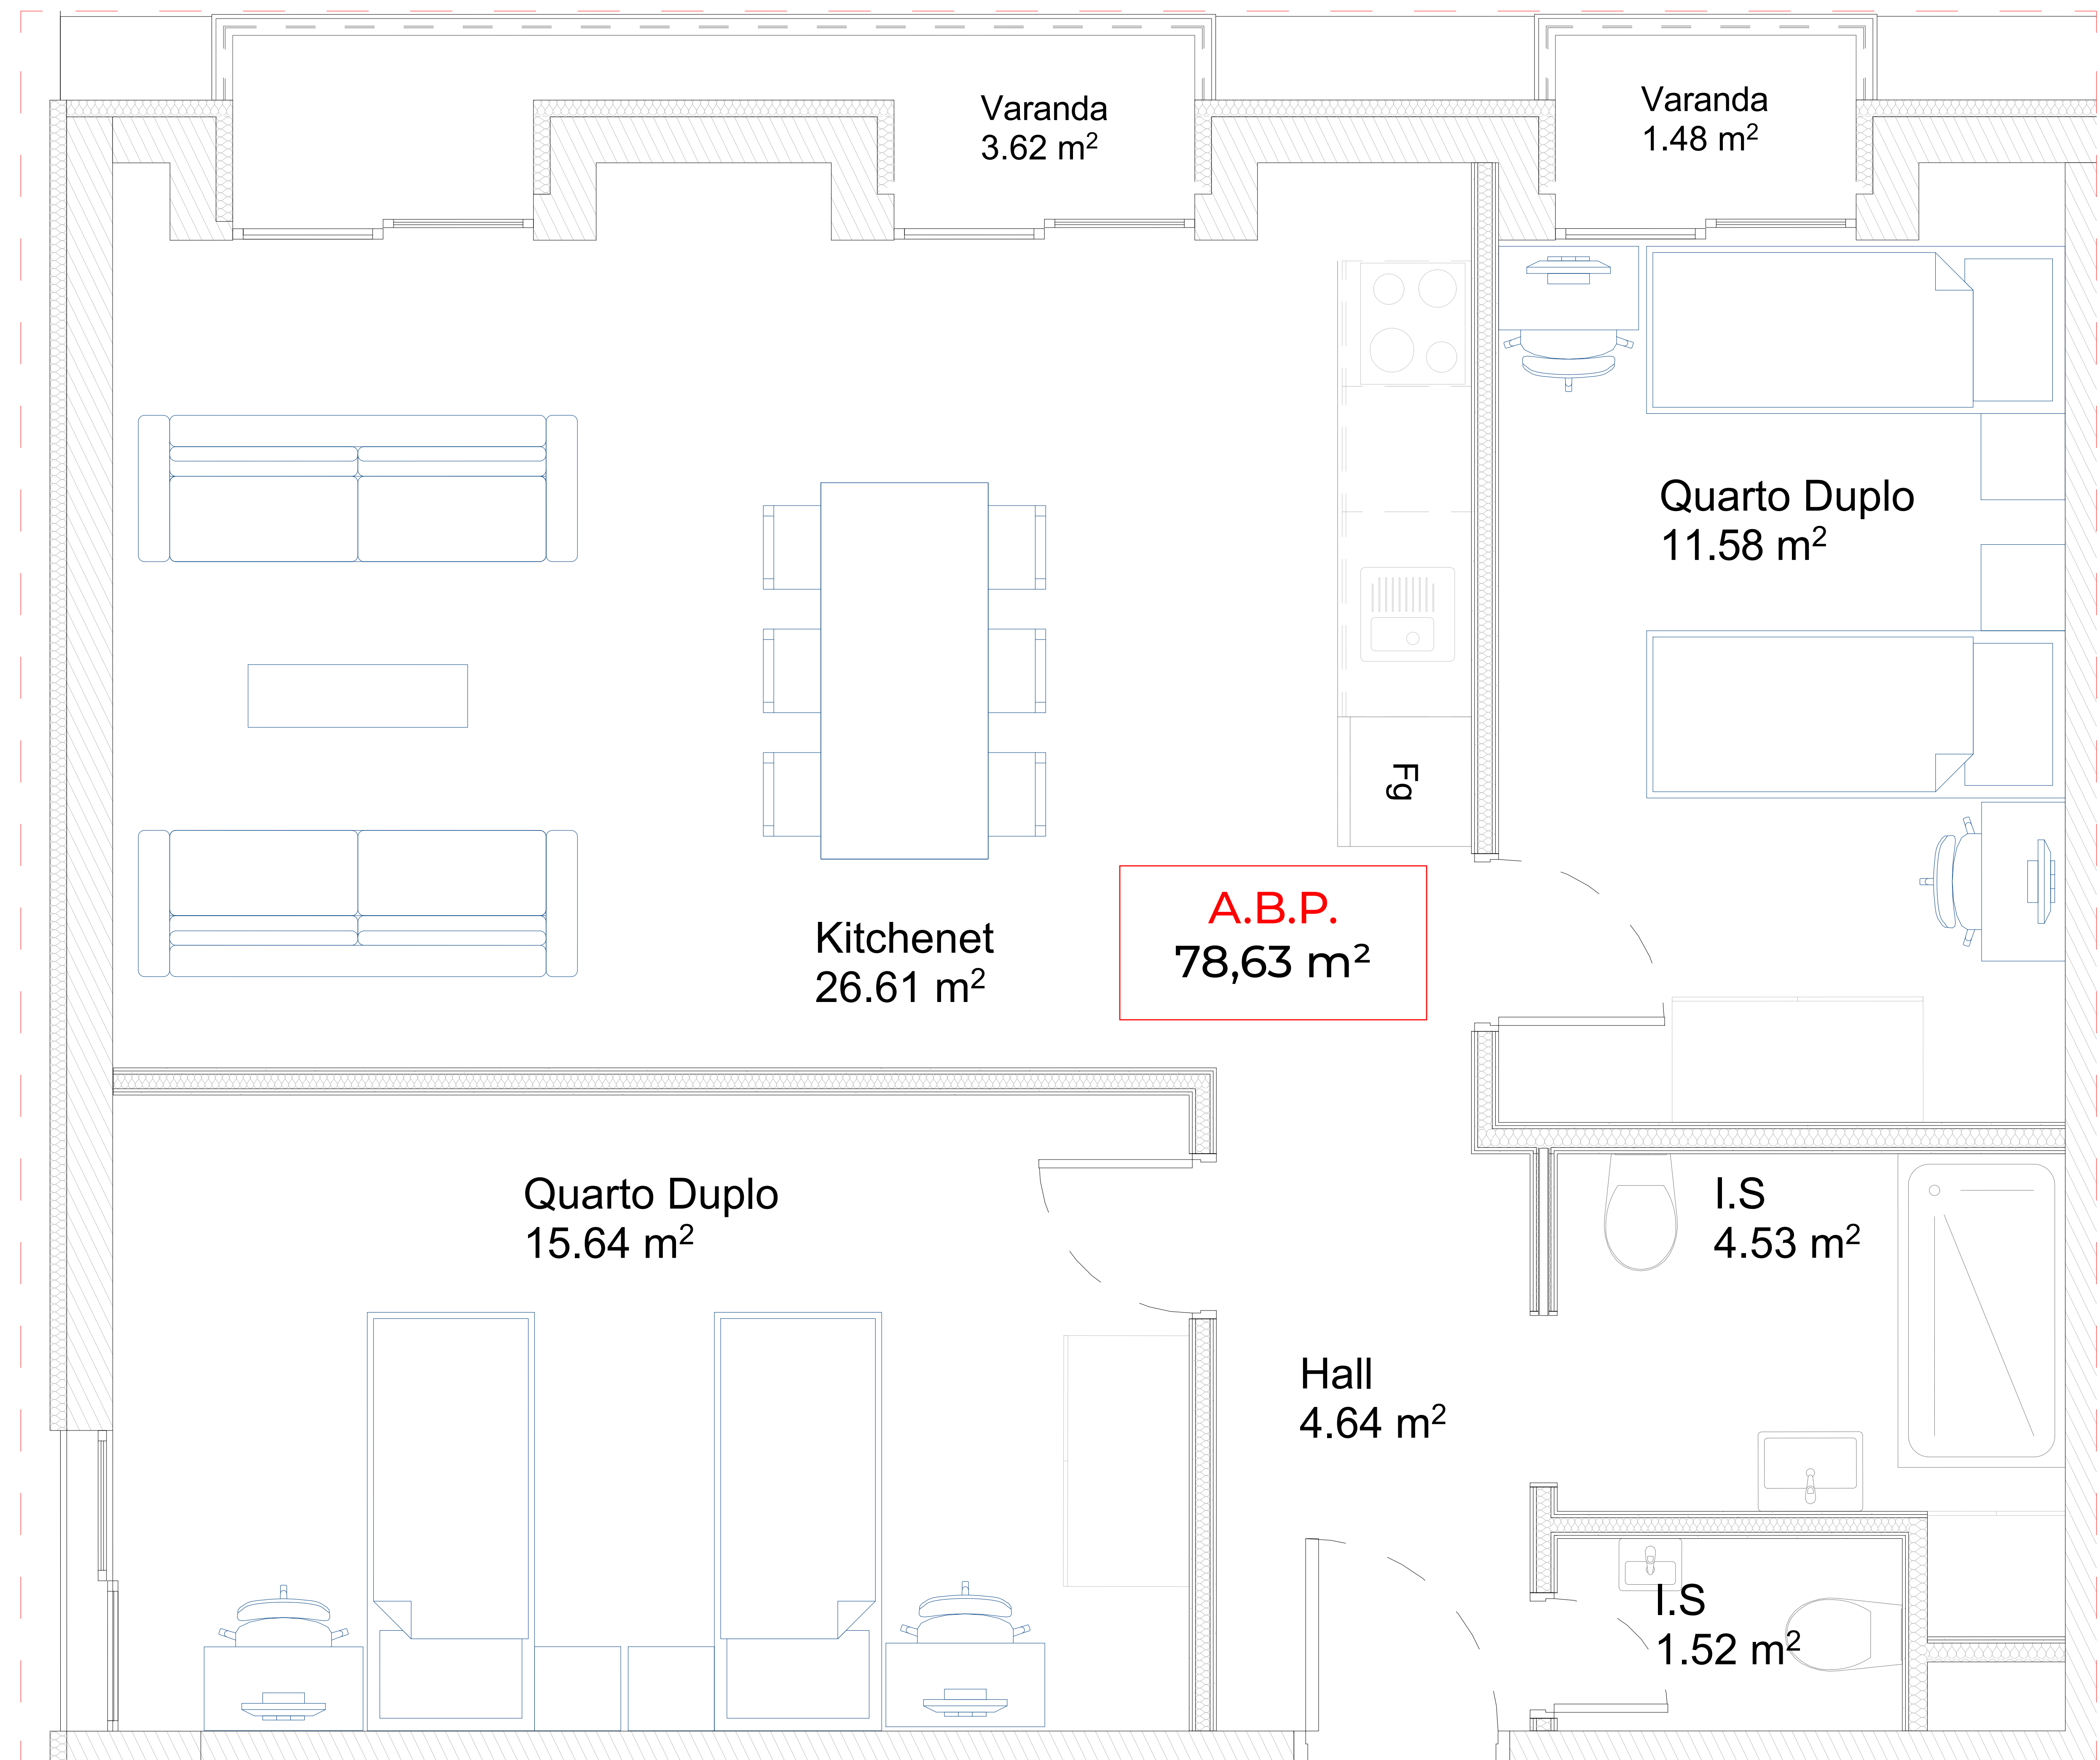 Varanda
3.62 m²
Varanda
1.48 m²
Quarto Duplo
11.58 m²
Fg
A.B.P.
78,63 m²
Kitchenet
26.61 m²
Quarto Duplo
15.64 m²
I.S
4.53 m²
Hall
4.64 m²
I.S
1.52 m²